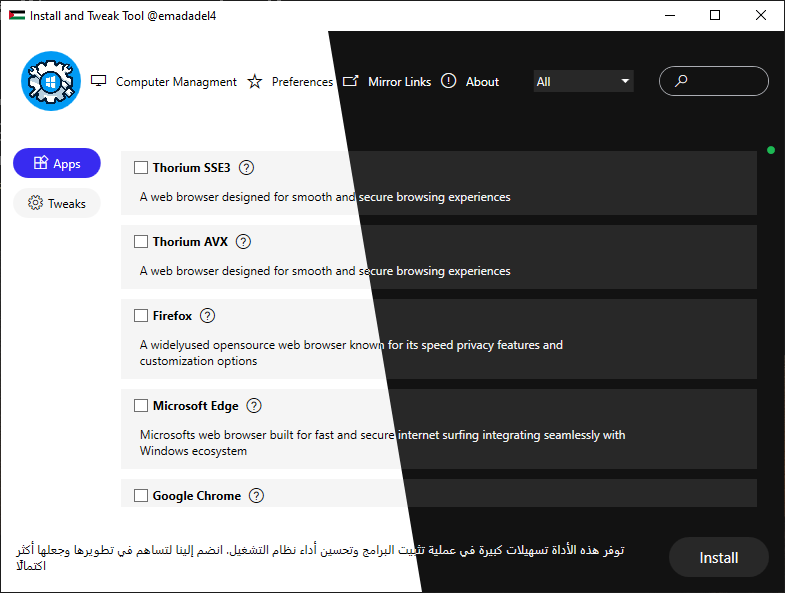 Install and Tweak Tool @emadadel4
Computer Managment
Preferences
Mirror Links
About
All
Apps
Tweaks
Thorium SSE3
A web browser designed for smooth and secure browsing experiences
Thorium AVX
A web browser designed for smooth and secure browsing experiences
Firefox
A widelyused opensource web browser known for its speed privacy features and
customization options
Microsoft Edge
Microsofts web browser built for fast and secure internet surfing integrating seamlessly with
Windows ecosystem
Google Chrome
توفر هذه الأداة تسهيلات كبيرة في عملية تثبيت البرامج وتحسين أداء نظام التشغيل. انضم إلينا لتساهم في تطويرها وجعلها أكثر
اكتمالًا
Install